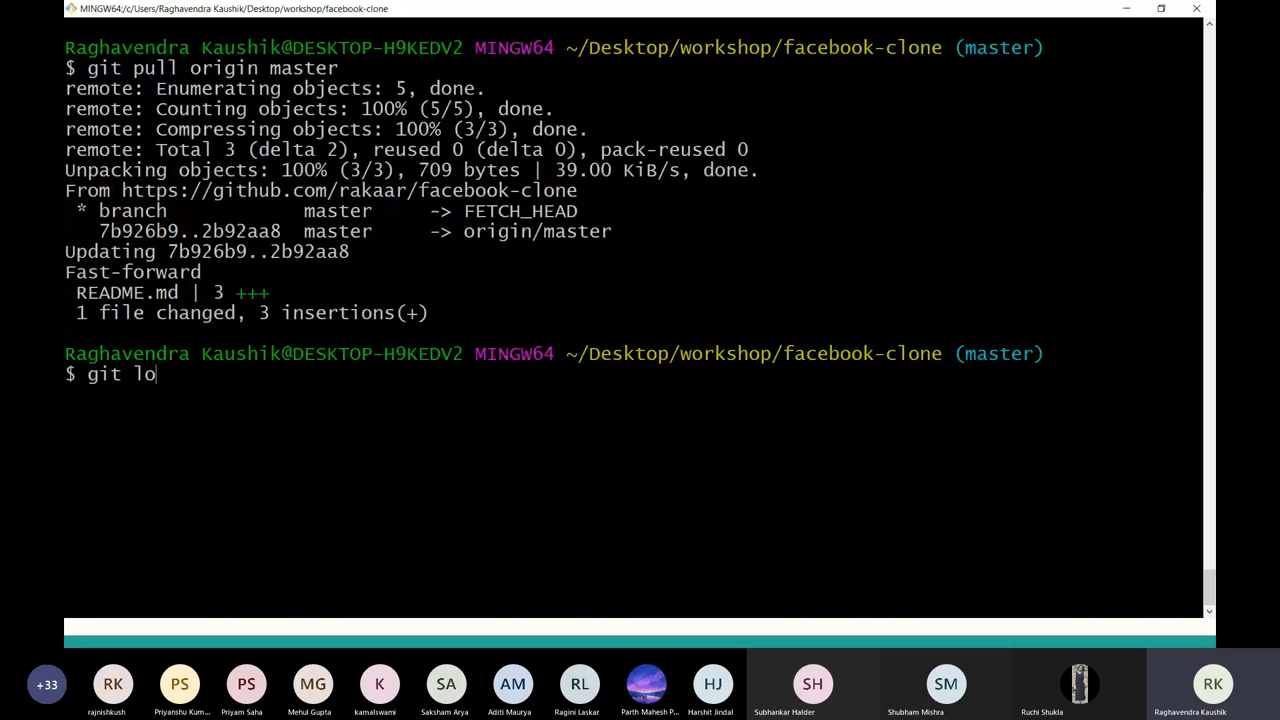 MINGW64:/c/Users/Raghavendra Kaushik/Desktop/workshop/facebook-clone
Raghavendra Kaushik@DESKTOP-H9KEDV2 MINGW64 ~/Desktop/workshop/facebook-clone (master)
$ git pull origin master
remote: Enumerating objects: 5, done.
remote: Counting objects: 100% (5/5), done.
remote: Compressing objects: 100% (3/3), done.
remote: Total 3 (delta 2), reused 0 (delta 0), pack-reused 0
Unpacking objects: 100% (3/3), 709 bytes | 39.00 KiB/s, done.
From https://github.com/rakaar/facebook-clone
* branch            master     -> FETCH_HEAD
7b926b9..2b92aa8  master     -> origin/master
Updating 7b926b9..2b92aa8
Fast-forward
README.md | 3 +++
1 file changed, 3 insertions(+)
Raghavendra Kaushik@DESKTOP-H9KEDV2 MINGW64 ~/Desktop/workshop/facebook-clone (master)
$ git lo
+33 RK PS PS MG K SA AM RL HJ SH SM RK
rajnishkush Priyanshu Kum... Priyam Saha Mehul Gupta kamalswami Saksham Arya Aditi Maurya Ragini Laskar Parth Mahesh P... Harshit Jindal Subhankar Halder Shubham Mishra Ruchi Shukla Raghavendra Kaushik